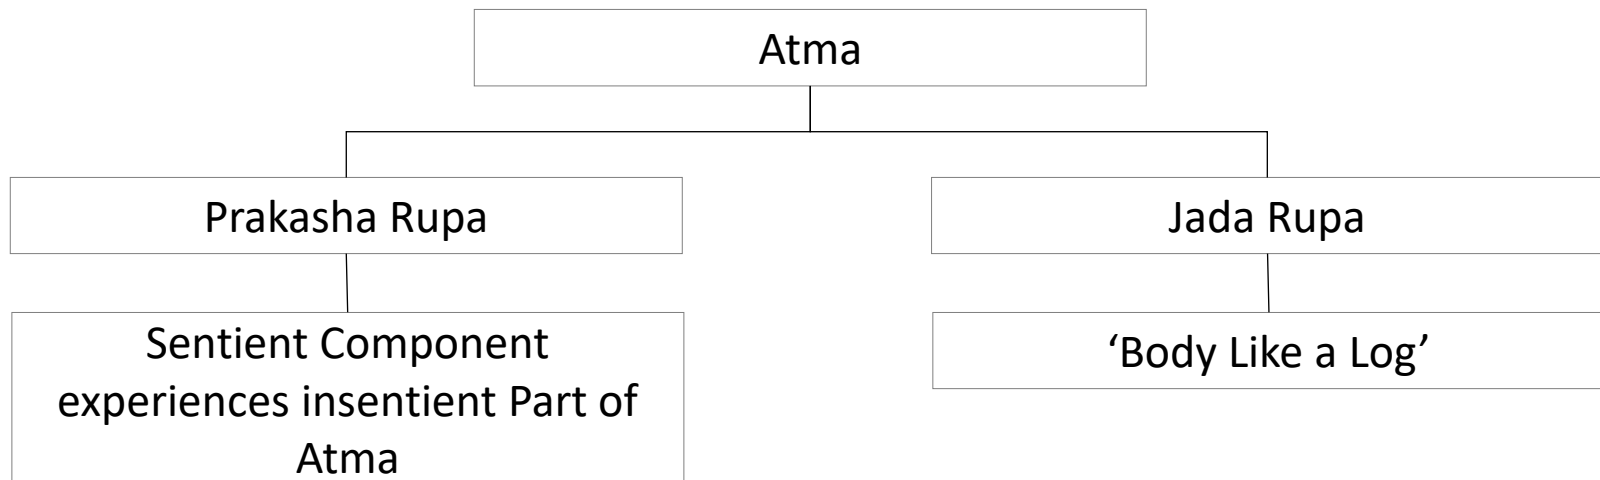 Atma
Prakasha Rupa
Jada Rupa
Sentient Component
experiences insentient Part of
Atma
‘Body Like a Log’